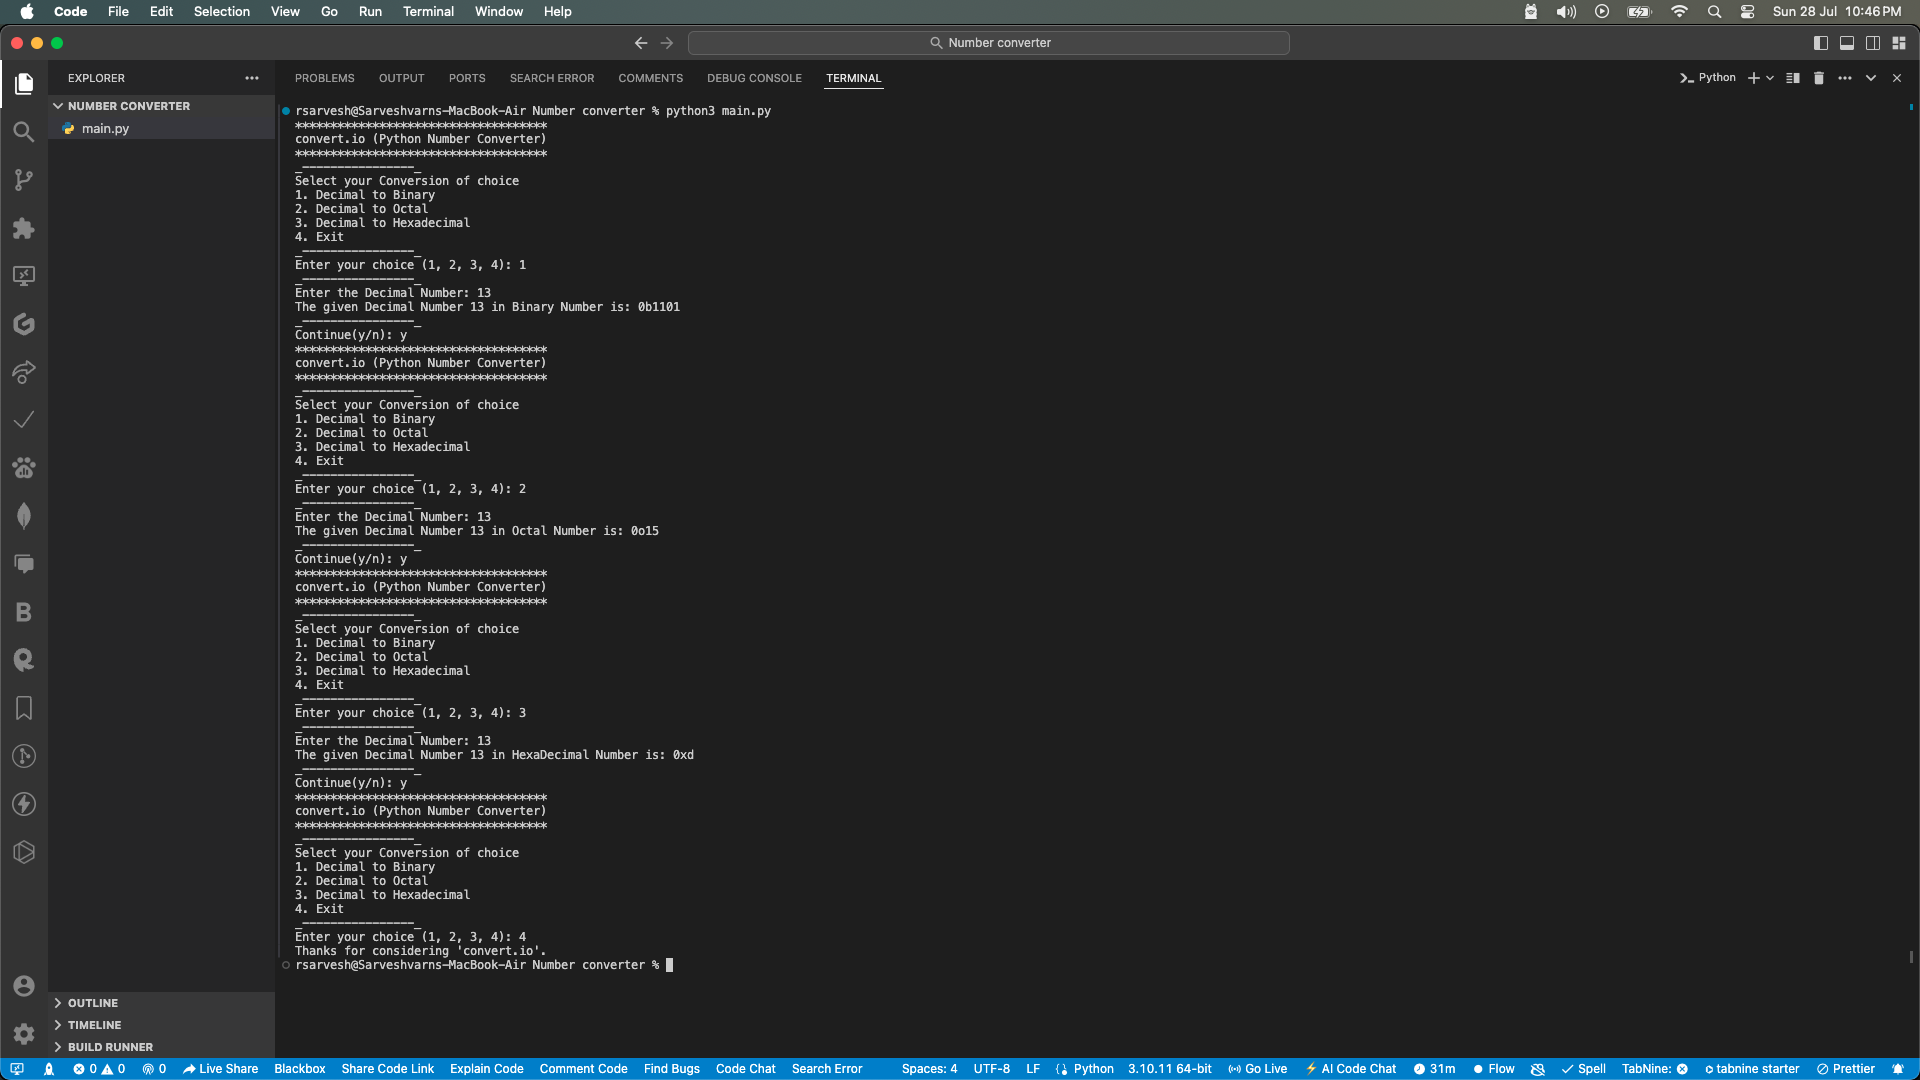 Code File Edit Selection View Go Run Terminal Window Help Sun 28 Jul 10:46 PM
Number converter
EXPLORER
NUMBER CONVERTER
main.py
PROBLEMS OUTPUT PORTS SEARCH ERROR COMMENTS DEBUG CONSOLE TERMINAL Python
rsarvesh@Sarveshvarns-MacBook-Air Number converter % python3 main.py
************************************
convert.io (Python Number Converter)
************************************
_________________
Select your Conversion of choice
1. Decimal to Binary
2. Decimal to Octal
3. Decimal to Hexadecimal
4. Exit
_________________
Enter your choice (1, 2, 3, 4): 1
_________________
Enter the Decimal Number: 13
The given Decimal Number 13 in Binary Number is: 0b1101
_________________
Continue(y/n): y
************************************
convert.io (Python Number Converter)
************************************
_________________
Select your Conversion of choice
1. Decimal to Binary
2. Decimal to Octal
3. Decimal to Hexadecimal
4. Exit
_________________
Enter your choice (1, 2, 3, 4): 2
_________________
Enter the Decimal Number: 13
The given Decimal Number 13 in Octal Number is: 0o15
_________________
Continue(y/n): y
************************************
convert.io (Python Number Converter)
************************************
_________________
Select your Conversion of choice
1. Decimal to Binary
2. Decimal to Octal
3. Decimal to Hexadecimal
4. Exit
_________________
Enter your choice (1, 2, 3, 4): 3
_________________
Enter the Decimal Number: 13
The given Decimal Number 13 in HexaDecimal Number is: 0xd
_________________
Continue(y/n): y
************************************
convert.io (Python Number Converter)
************************************
_________________
Select your Conversion of choice
1. Decimal to Binary
2. Decimal to Octal
3. Decimal to Hexadecimal
4. Exit
_________________
Enter your choice (1, 2, 3, 4): 4
Thanks for considering 'convert.io'.
rsarvesh@Sarveshvarns-MacBook-Air Number converter %
OUTLINE
TIMELINE
BUILD RUNNER
0 0 0 Live Share Blackbox Share Code Link Explain Code Comment Code Find Bugs Code Chat Search Error Spaces: 4 UTF-8 LF Python 3.10.11 64-bit Go Live AI Code Chat 31m Flow Spell TabNine: tabnine starter Prettier